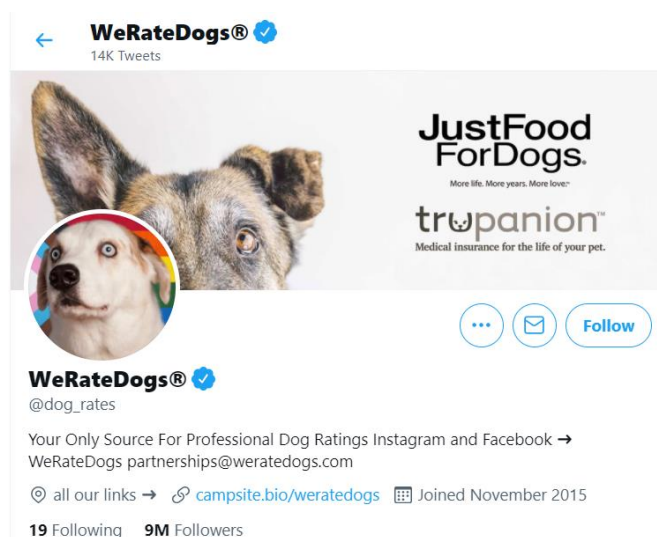 WeRateDogs®
14K Tweets
JustFood
ForDogs.
More life. More years. More love.™
trupanion™
Medical insurance for the life of your pet.
Follow
WeRateDogs®
@dog_rates
Your Only Source For Professional Dog Ratings Instagram and Facebook →
WeRateDogs partnerships@weratedogs.com
all our links → campsite.bio/weratedogs Joined November 2015
19 Following 9M Followers